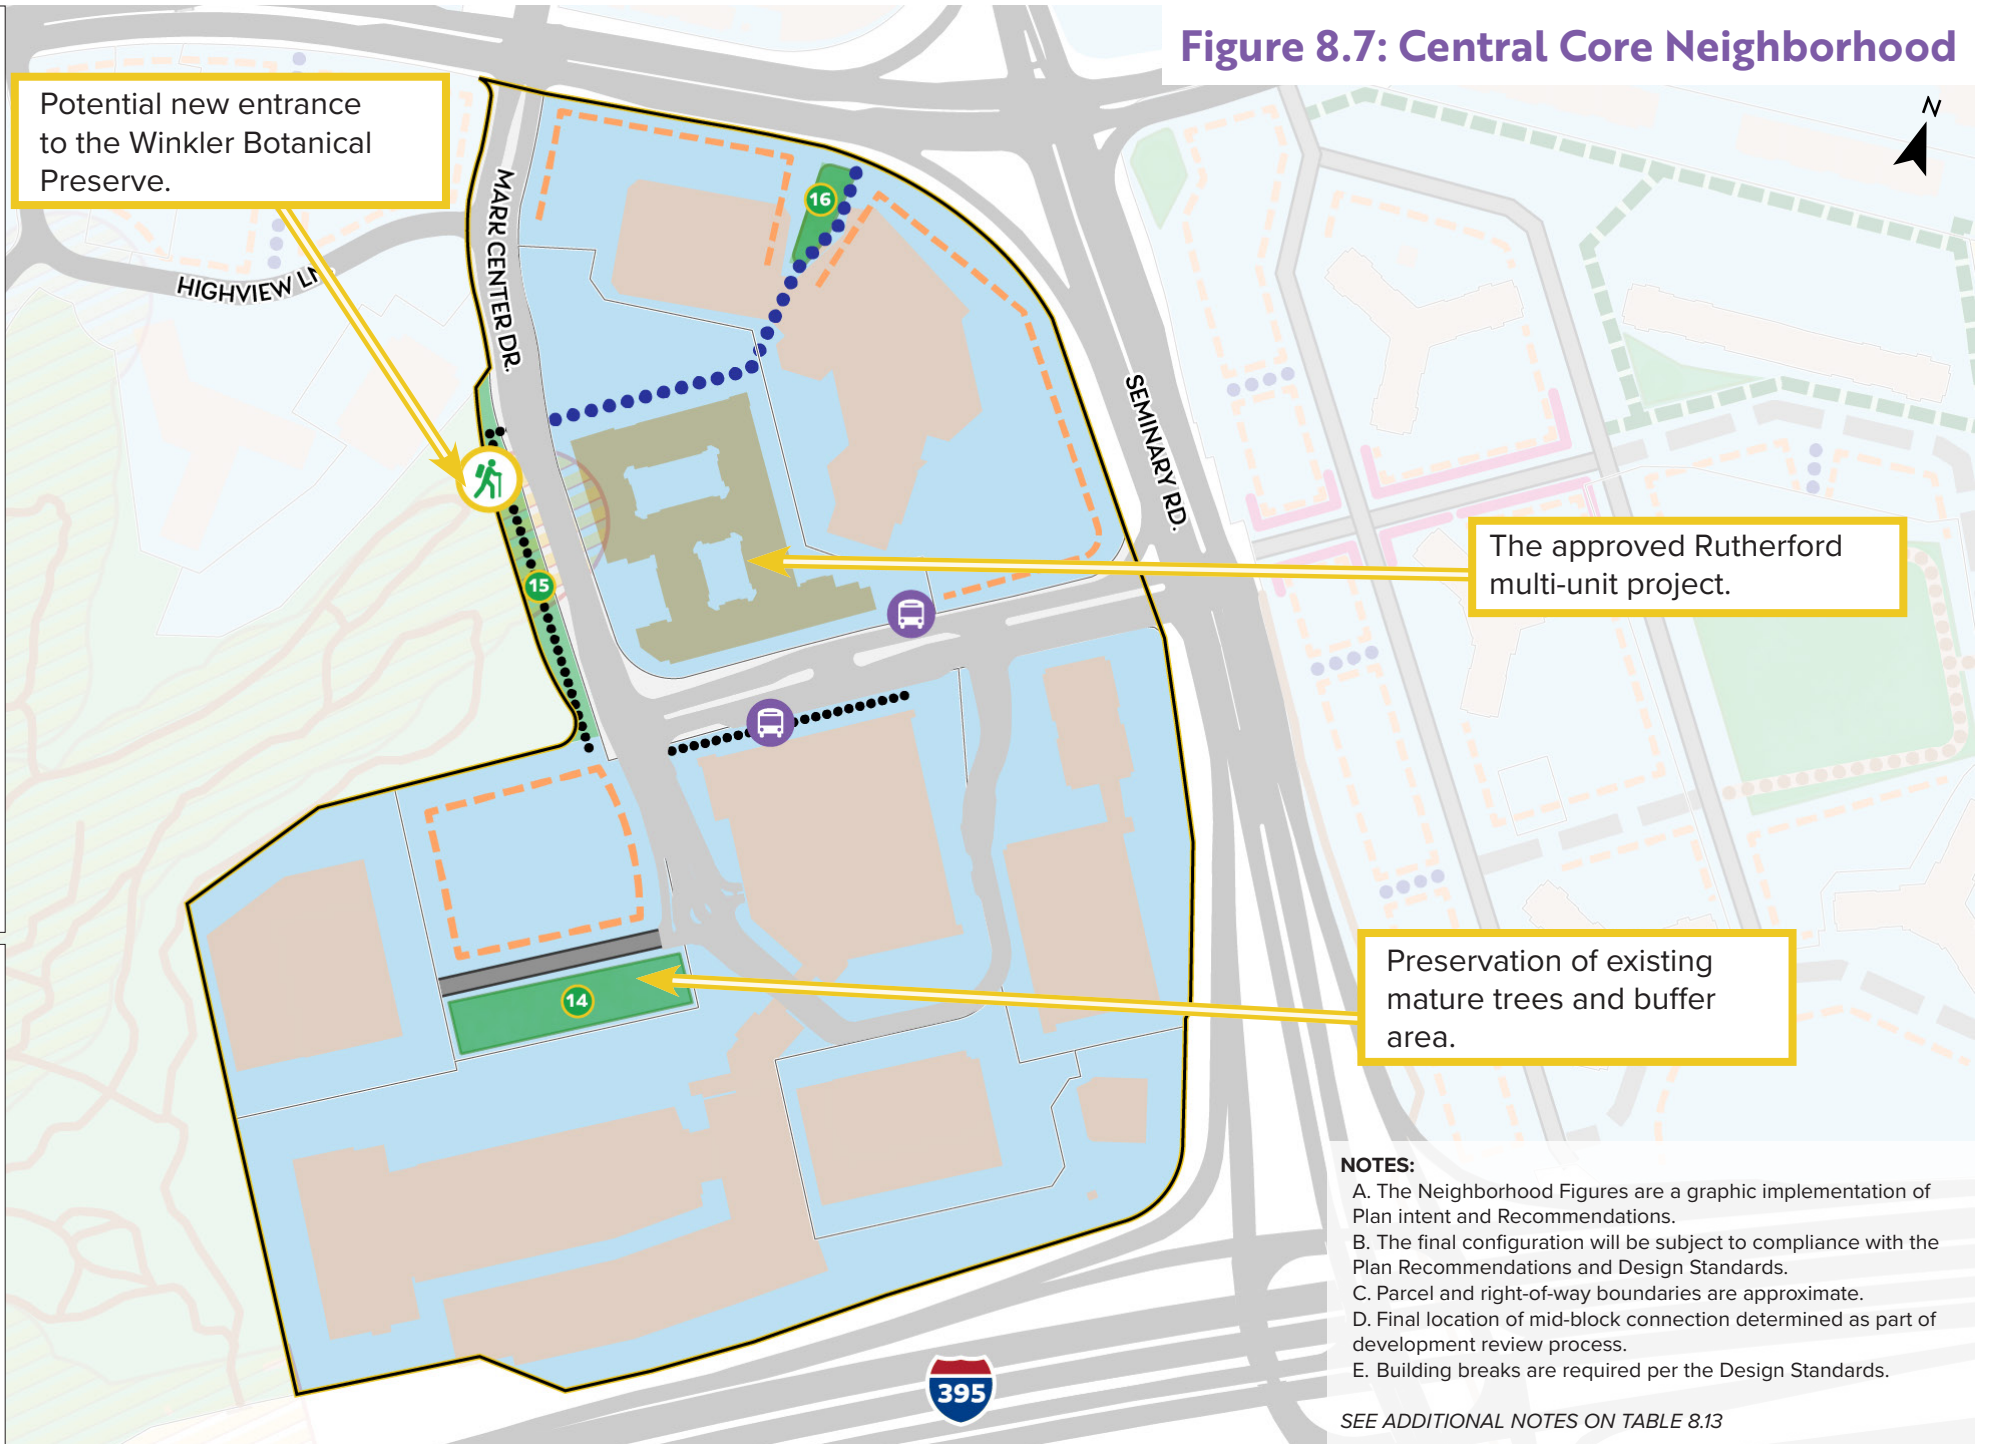 Figure 8.7: Central Core Neighborhood
Potential new entrance
to the Winkler Botanical
Preserve.
N
MARK CENTER DR.
16
HIGHVIEW LN
SEMINARY RD.
The approved Rutherford
multi-unit project.
15
14
Preservation of existing
mature trees and buffer
area.
NOTES:
A. The Neighborhood Figures are a graphic implementation of
Plan intent and Recommendations.
B. The final configuration will be subject to compliance with the
Plan Recommendations and Design Standards.
C. Parcel and right-of-way boundaries are approximate.
D. Final location of mid-block connection determined as part of
development review process.
E. Building breaks are required per the Design Standards.
SEE ADDITIONAL NOTES ON TABLE 8.13
395